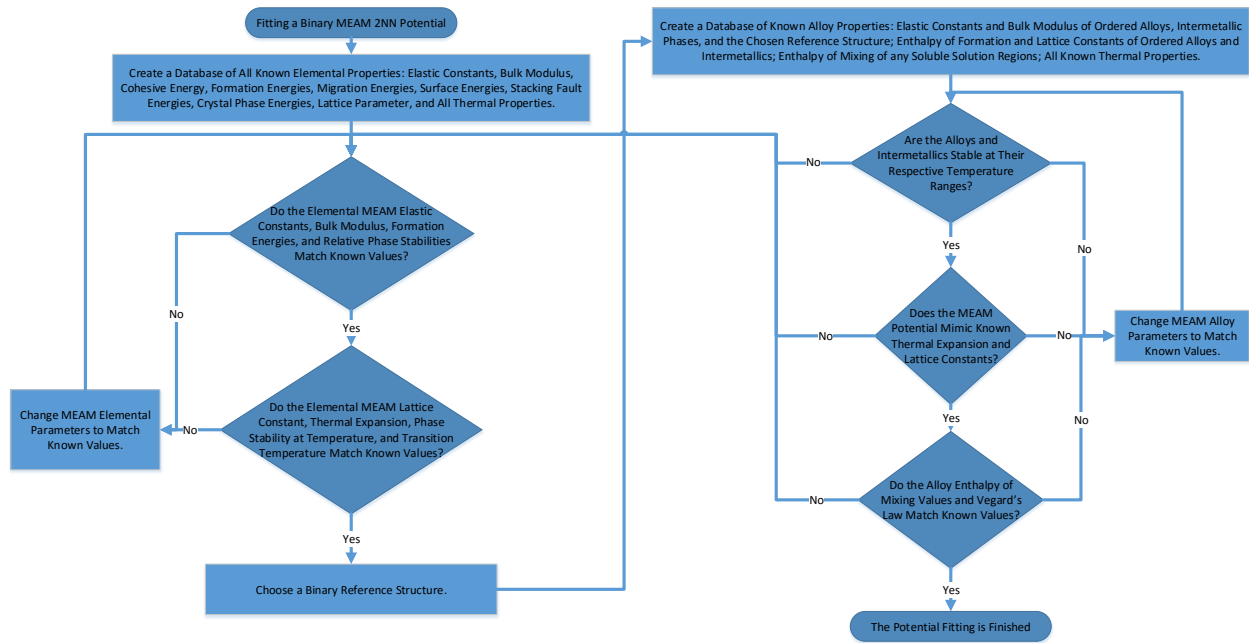 Fitting a Binary MEAM 2NN Potential
Create a Database of All Known Elemental Properties: Elastic Constants, Bulk Modulus,
Cohesive Energy, Formation Energies, Migration Energies, Surface Energies, Stacking Fault
Energies, Crystal Phase Energies, Lattice Parameter, and All Thermal Properties.
Do the Elemental MEAM Elastic
Constants, Bulk Modulus, Formation
Energies, and Relative Phase Stabilities
Match Known Values?
No
Yes
Change MEAM Elemental
Parameters to Match
Known Values.
No
Do the Elemental MEAM Lattice
Constant, Thermal Expansion, Phase
Stability at Temperature, and Transition
Temperature Match Known Values?
Yes
Choose a Binary Reference Structure.
Create a Database of Known Alloy Properties: Elastic Constants and Bulk Modulus of Ordered Alloys, Intermetallic
Phases, and the Chosen Reference Structure; Enthalpy of Formation and Lattice Constants of Ordered Alloys and
Intermetallics; Enthalpy of Mixing of any Soluble Solution Regions; All Known Thermal Properties.
Are the Alloys and
Intermetallics Stable at Their
Respective Temperature
Ranges?
No
No
Yes
Does the MEAM
Potential Mimic Known
Thermal Expansion and
Lattice Constants?
No
No
Change MEAM Alloy
Parameters to Match
Known Values.
Yes
No
Do the Alloy Enthalpy of
Mixing Values and Vegard's
Law Match Known Values?
No
Yes
The Potential Fitting is Finished